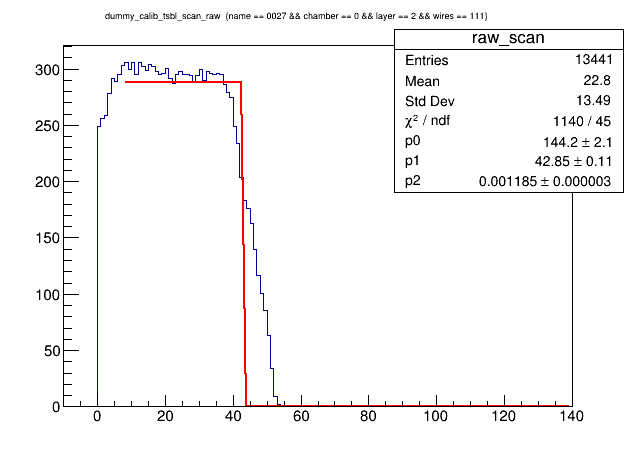 dummy_calib_tsbl_scan_raw (name == 0027 && chamber == 0 && layer == 2 && wires == 111)
raw_scan
Entries 13441
Mean 22.8
Std Dev 13.49
χ² / ndf 1140 / 45
p0 144.2 ± 2.1
p1 42.85 ± 0.11
p2 0.001185 ± 0.000003
300
250
200
150
100
50
0
0 20 40 60 80 100 120 140